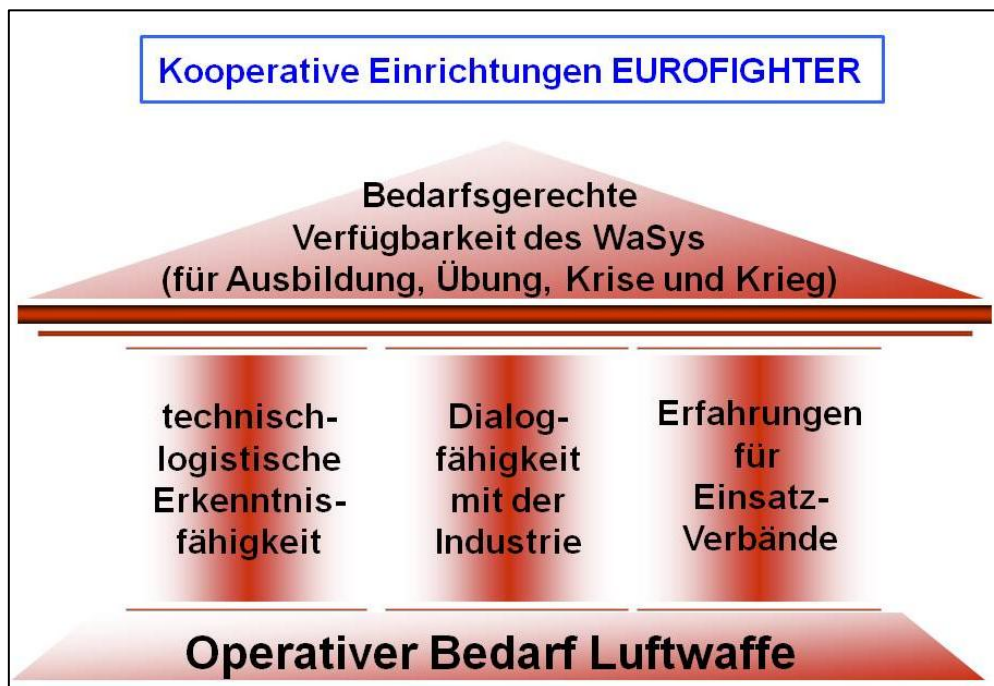 Kooperative Einrichtungen EUROFIGHTER
Bedarfsgerechte
Verfügbarkeit des WaSys
(für Ausbildung, Übung, Krise und Krieg)
technisch-
logistische
Erkenntnis-
fähigkeit
Dialog-
fähigkeit
mit der
Industrie
Erfahrungen
für
Einsatz-
Verbände
Operativer Bedarf Luftwaffe